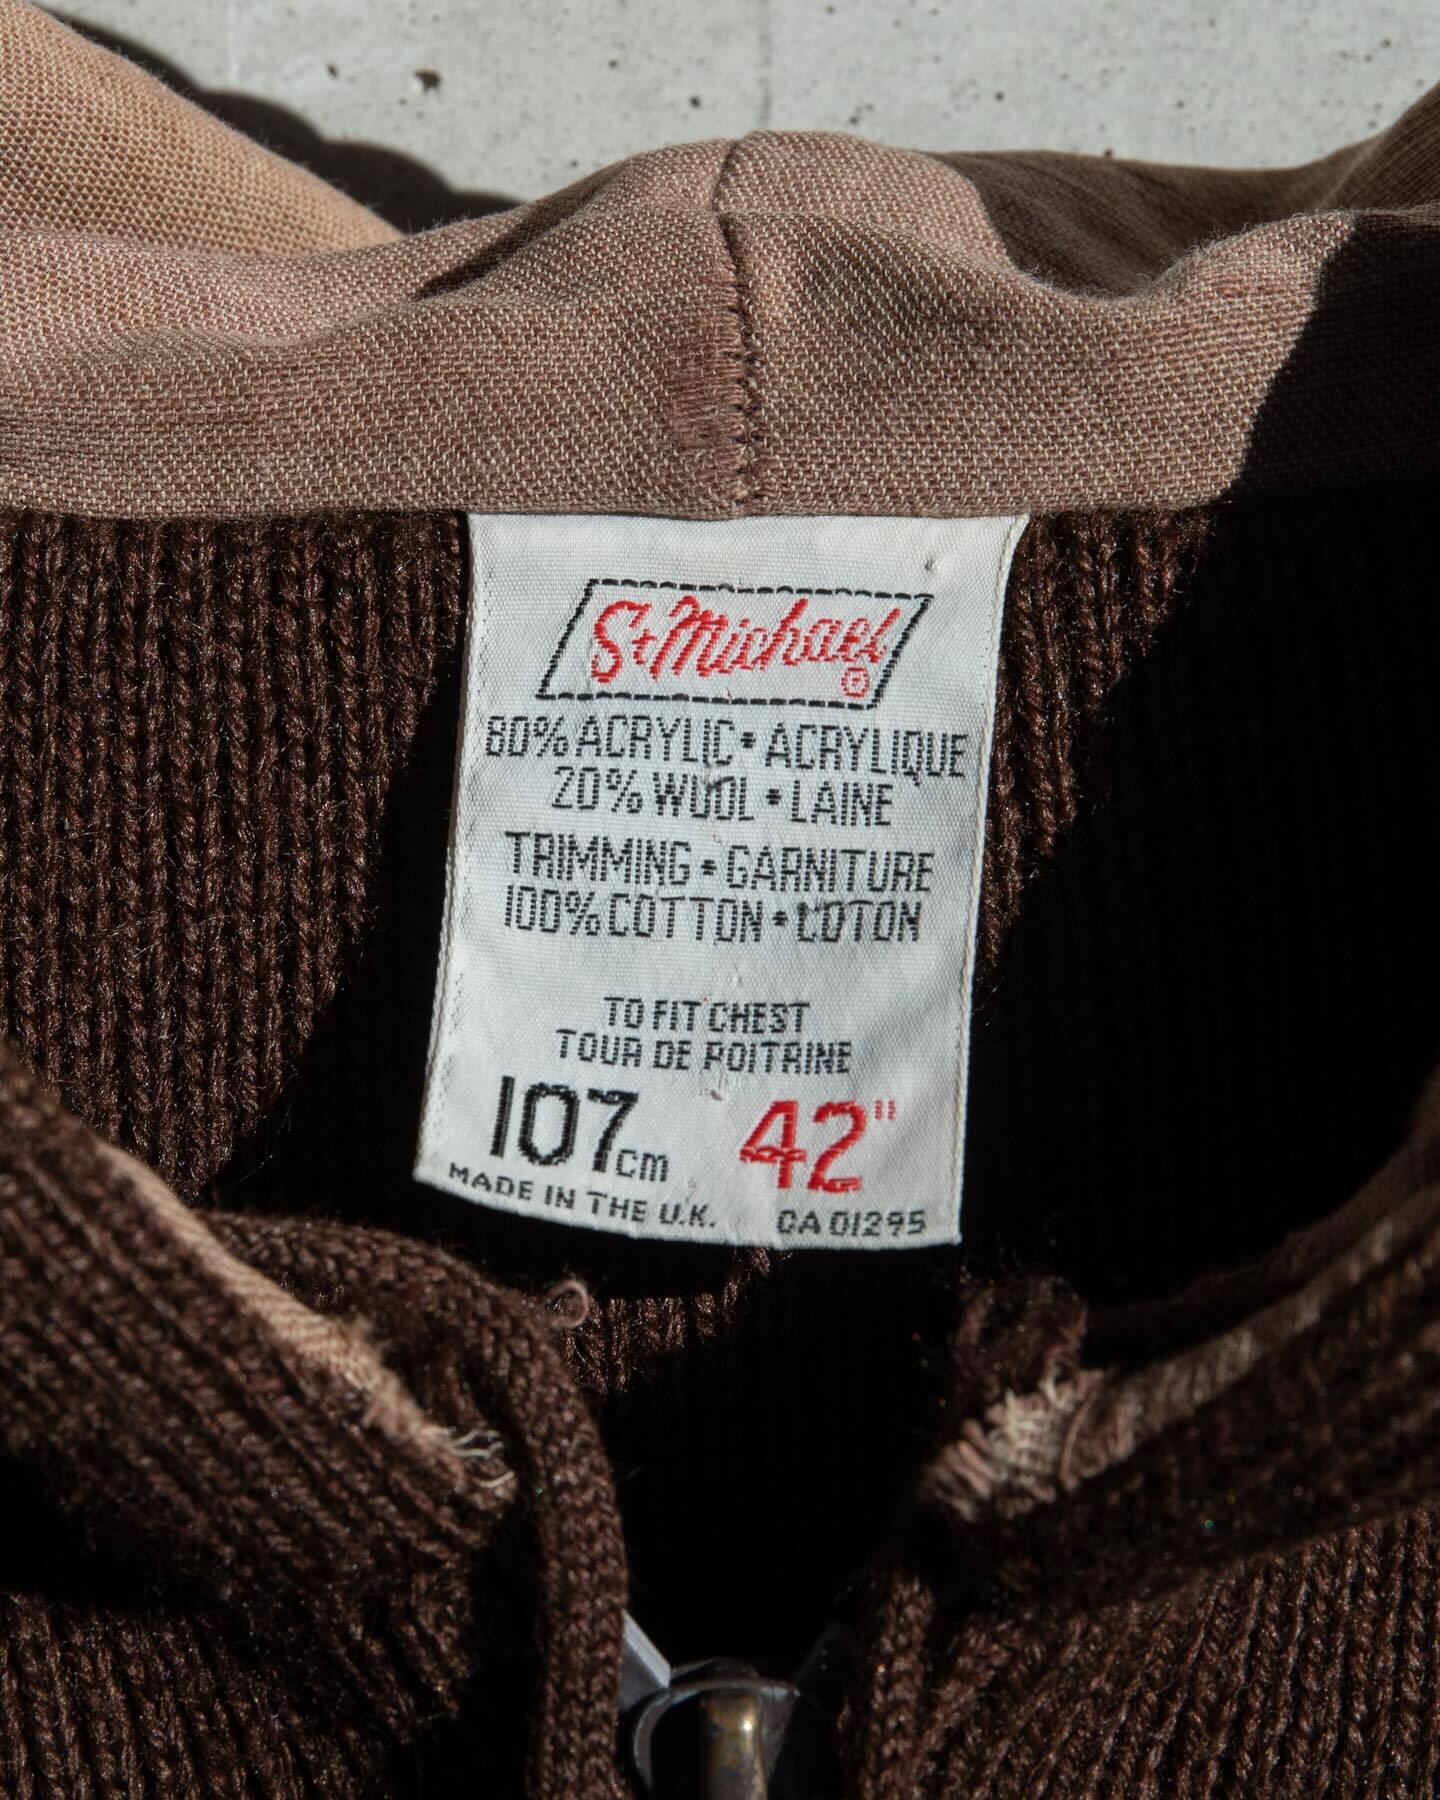 St Michael ®
80% ACRYLIC • ACRYLIQUE
20% WOOL • LAINE
TRIMMING • GARNITURE
100% COTTON • COTON
TO FIT CHEST
TOUR DE POITRINE
107cm 42"
MADE IN THE U.K. CA 01295